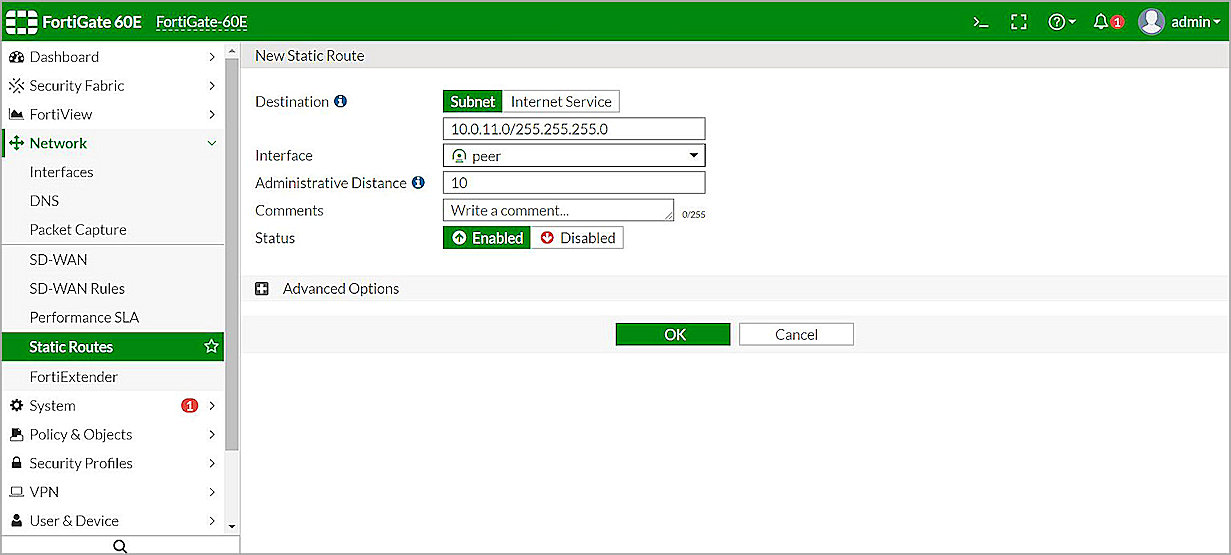 FortiGate 60E FortiGate-60E >_ admin
1
Dashboard
Security Fabric
FortiView
Network
Interfaces
DNS
Packet Capture
SD-WAN
SD-WAN Rules
Performance SLA
Static Routes
FortiExtender
System 1
Policy & Objects
Security Profiles
VPN
User & Device
New Static Route
Destination Subnet Internet Service
10.0.11.0/255.255.255.0
Interface peer
Administrative Distance 10
Comments Write a comment... 0/255
Status Enabled Disabled
Advanced Options
OK Cancel